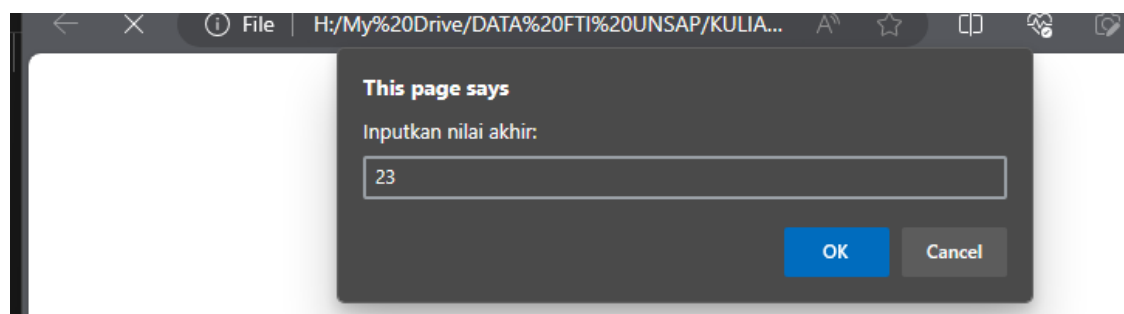 File | H:/My%20Drive/DATA%20FTI%20UNSAP/KULIA...
This page says
Inputkan nilai akhir:
23
OK Cancel